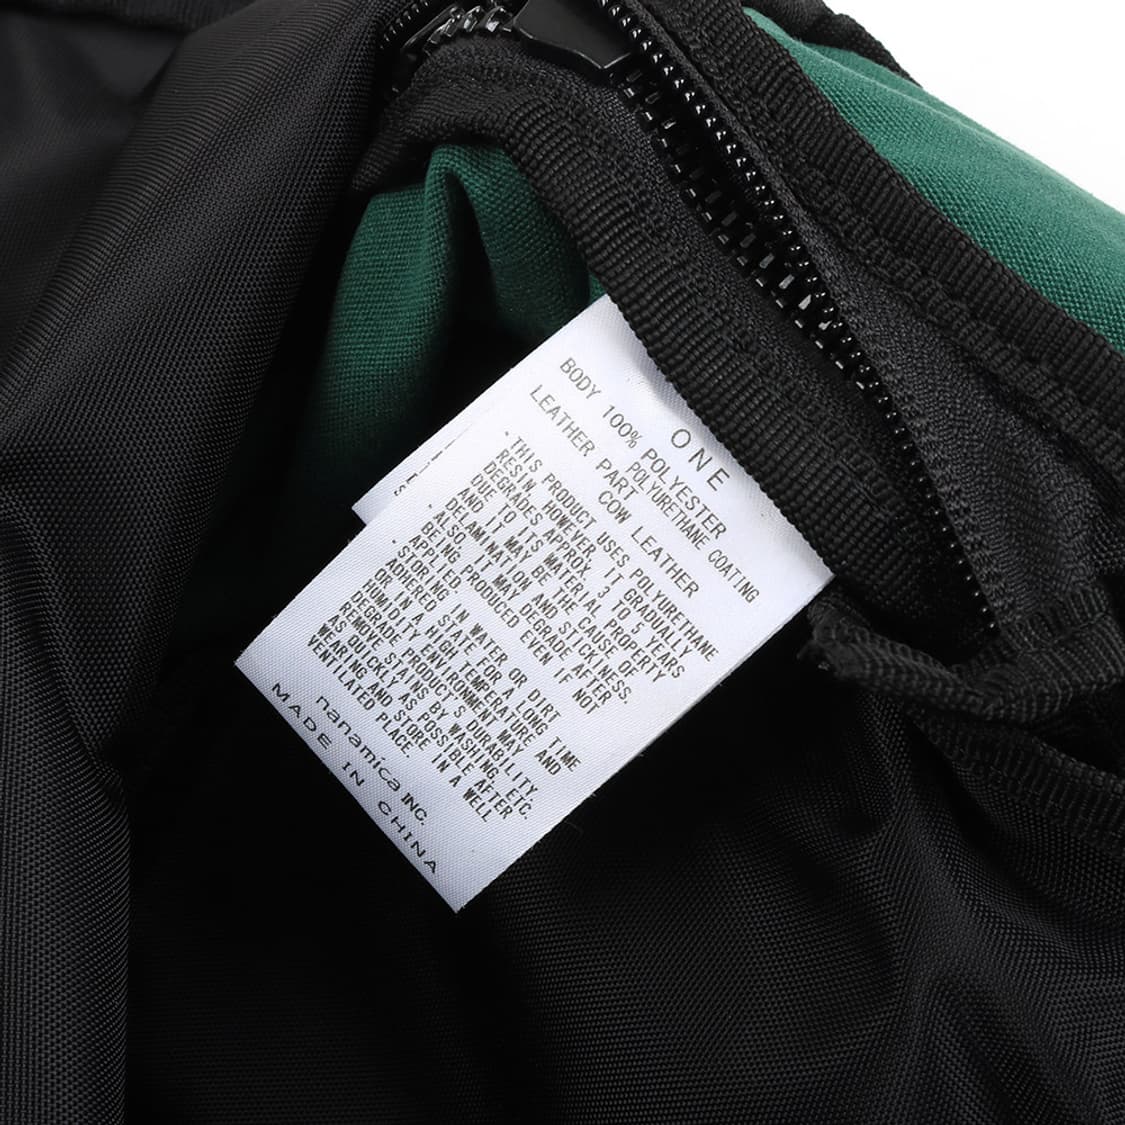 ONE
BODY 100% POLYESTER
POLYURETHANE COATING
LEATHER PART COW LEATHER
・THIS PRODUCT USES POLYURETHANE
RESIN. HOWEVER, IT GRADUALLY
DEGRADES APPROX. 3 TO 5 YEARS
DUE TO ITS MATERIAL PROPERTY
AND IT MAY BE THE CAUSE OF
DELAMINATION AND STICKINESS.
・ALSO, IT MAY DEGRADE AFTER
BEING PRODUCED EVEN IF NOT
APPLIED.
・STORING IN WATER OR DIRT
ADHERED STATE FOR A LONG TIME
OR IN A HIGH TEMPERATURE AND
HUMIDITY ENVIRONMENT MAY
DEGRADE PRODUCT'S DURABILITY.
REMOVE STAINS BY WASHING, ETC.
AS QUICKLY AS POSSIBLE AFTER
WEARING AND STORE IN A WELL
VENTILATED PLACE.
nanamica INC.
MADE IN CHINA